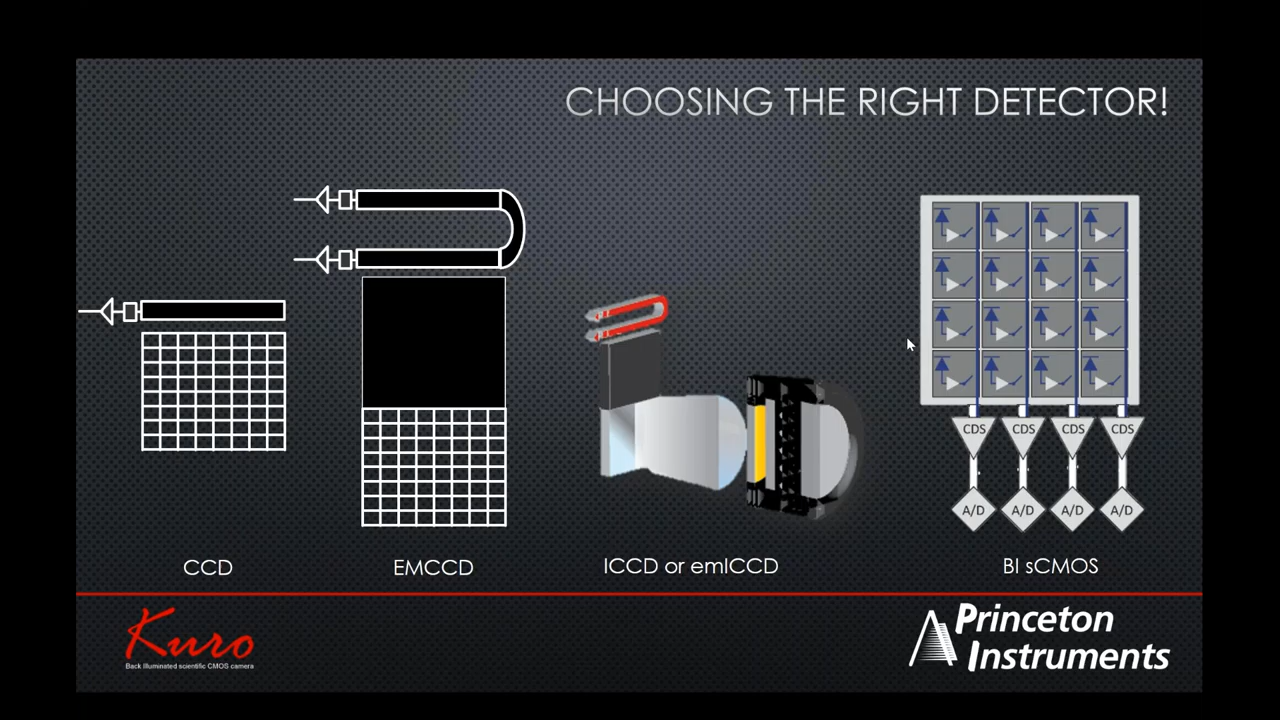 CHOOSING THE RIGHT DETECTOR!
CDS CDS CDS CDS
A/D A/D A/D A/D
CCD
EMCCD
ICCD or emICCD
BI sCMOS
Kuro
Back Illuminated scientific CMOS camera
Princeton
Instruments